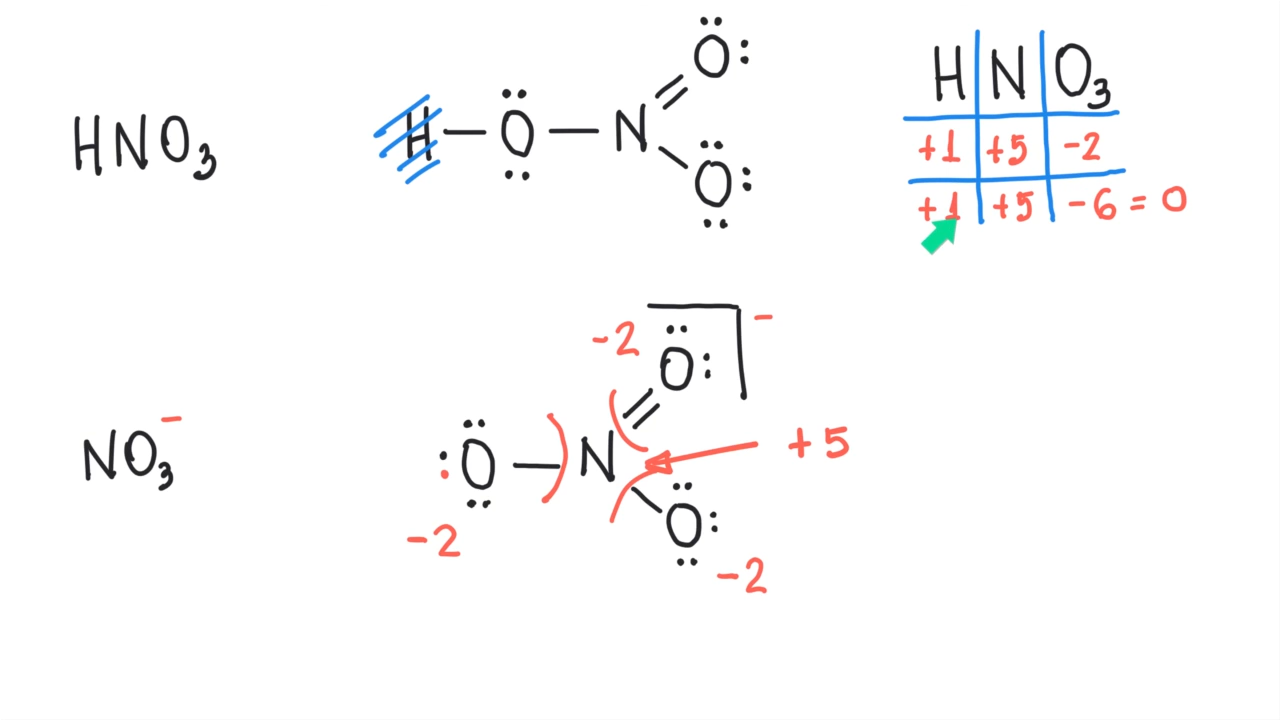 HNO₃
H—O—N=O
O
H N O₃
+1 +5 -2
+1 +5 -6 = 0
NO₃⁻
-2 O —
O—N
+5
O
-2
-2